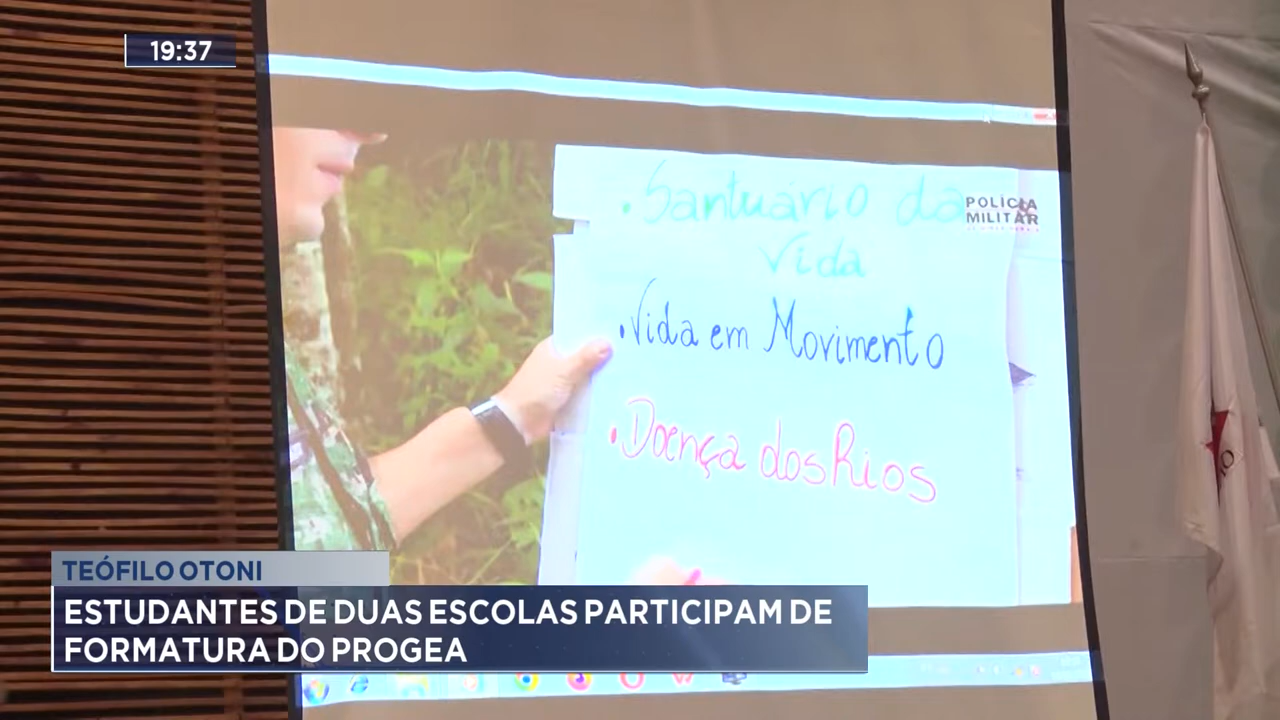 19:37
• Santuário da
Vida
POLÍCIA
MILITAR
• Vida em Movimento
• Doença dos Rios
TEÓFILO OTONI
ESTUDANTES DE DUAS ESCOLAS PARTICIPAM DE
FORMATURA DO PROGEA